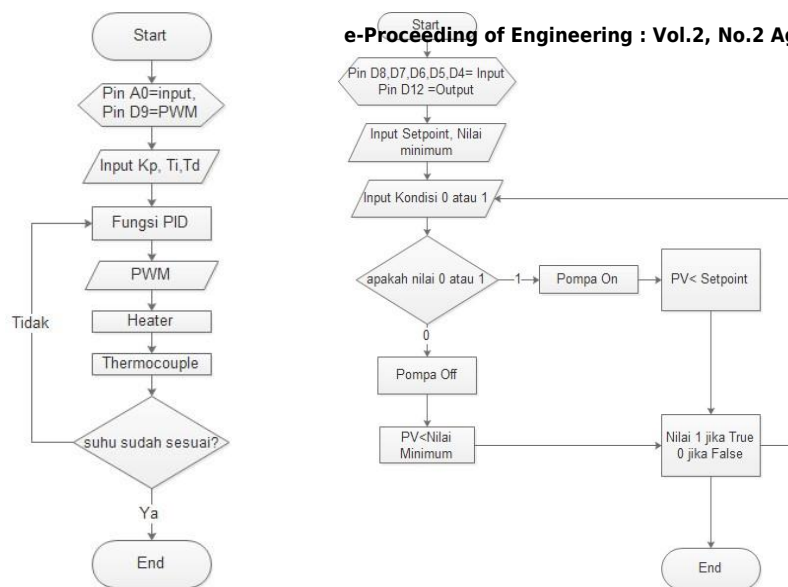 e-Proceeding of Engineering : Vol.2, No.2 Ag
Start
Pin A0=input,
Pin D9=PWM
Input Kp, Ti,Td
Fungsi PID
PWM
Heater
Thermocouple
suhu sudah sesuai?
Tidak
Ya
End
Start
Pin D8,D7,D6,D5,D4= Input
Pin D12 =Output
Input Setpoint, Nilai
minimum
Input Kondisi 0 atau 1
apakah nilai 0 atau 1
1
Pompa On
PV< Setpoint
0
Pompa Off
PV<Nilai
Minimum
Nilai 1 jika True
0 jika False
End